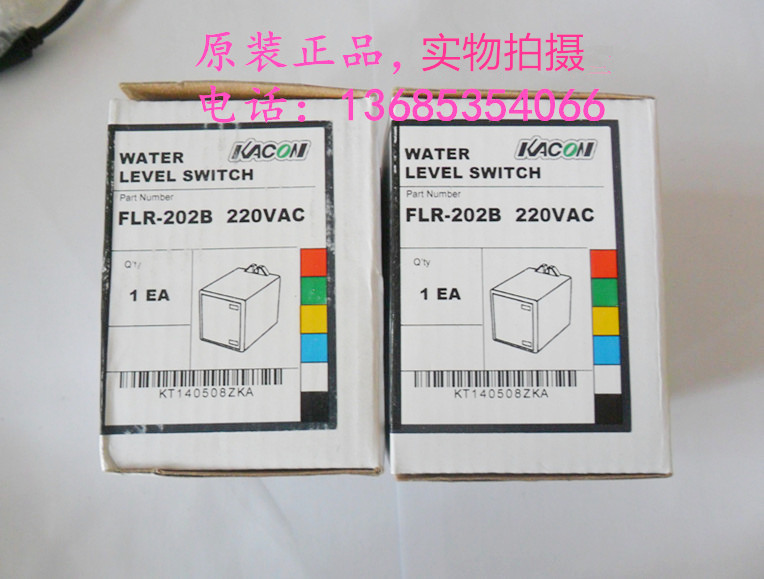 原装正品，实物拍摄
电话：13685354066
KACON
WATER
LEVEL SWITCH
Part Number
FLR-202B 220VAC
Q'ty
1 EA
KT140508ZKA
KACON
WATER
LEVEL SWITCH
Part Number
FLR-202B 220VAC
Q'ty
1 EA
KT140508ZKA